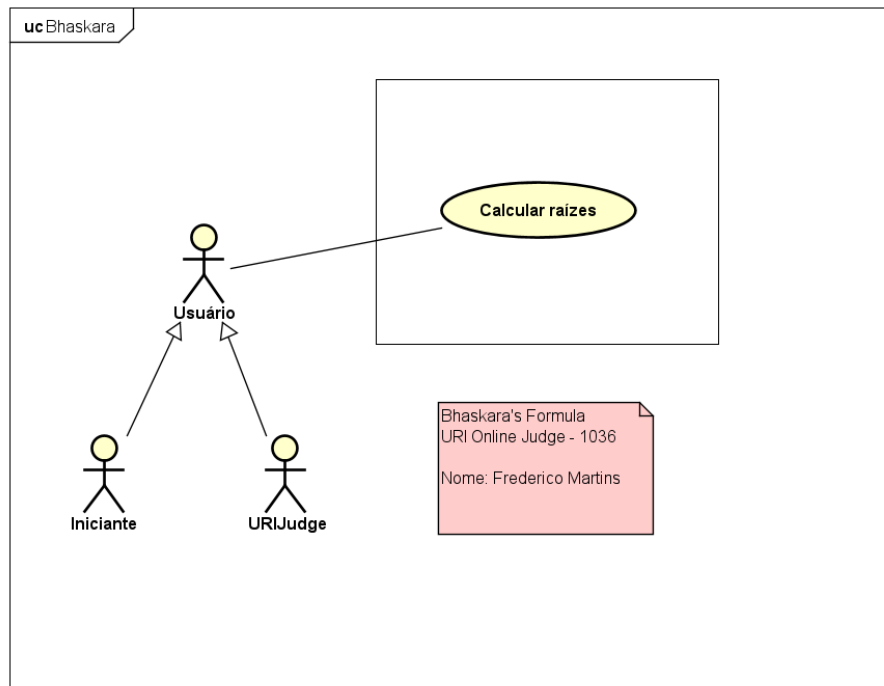 uc Bhaskara
Calcular raízes
Usuário
Bhaskara's Formula
URI Online Judge - 1036
Nome: Frederico Martins
Iniciante
URIJudge